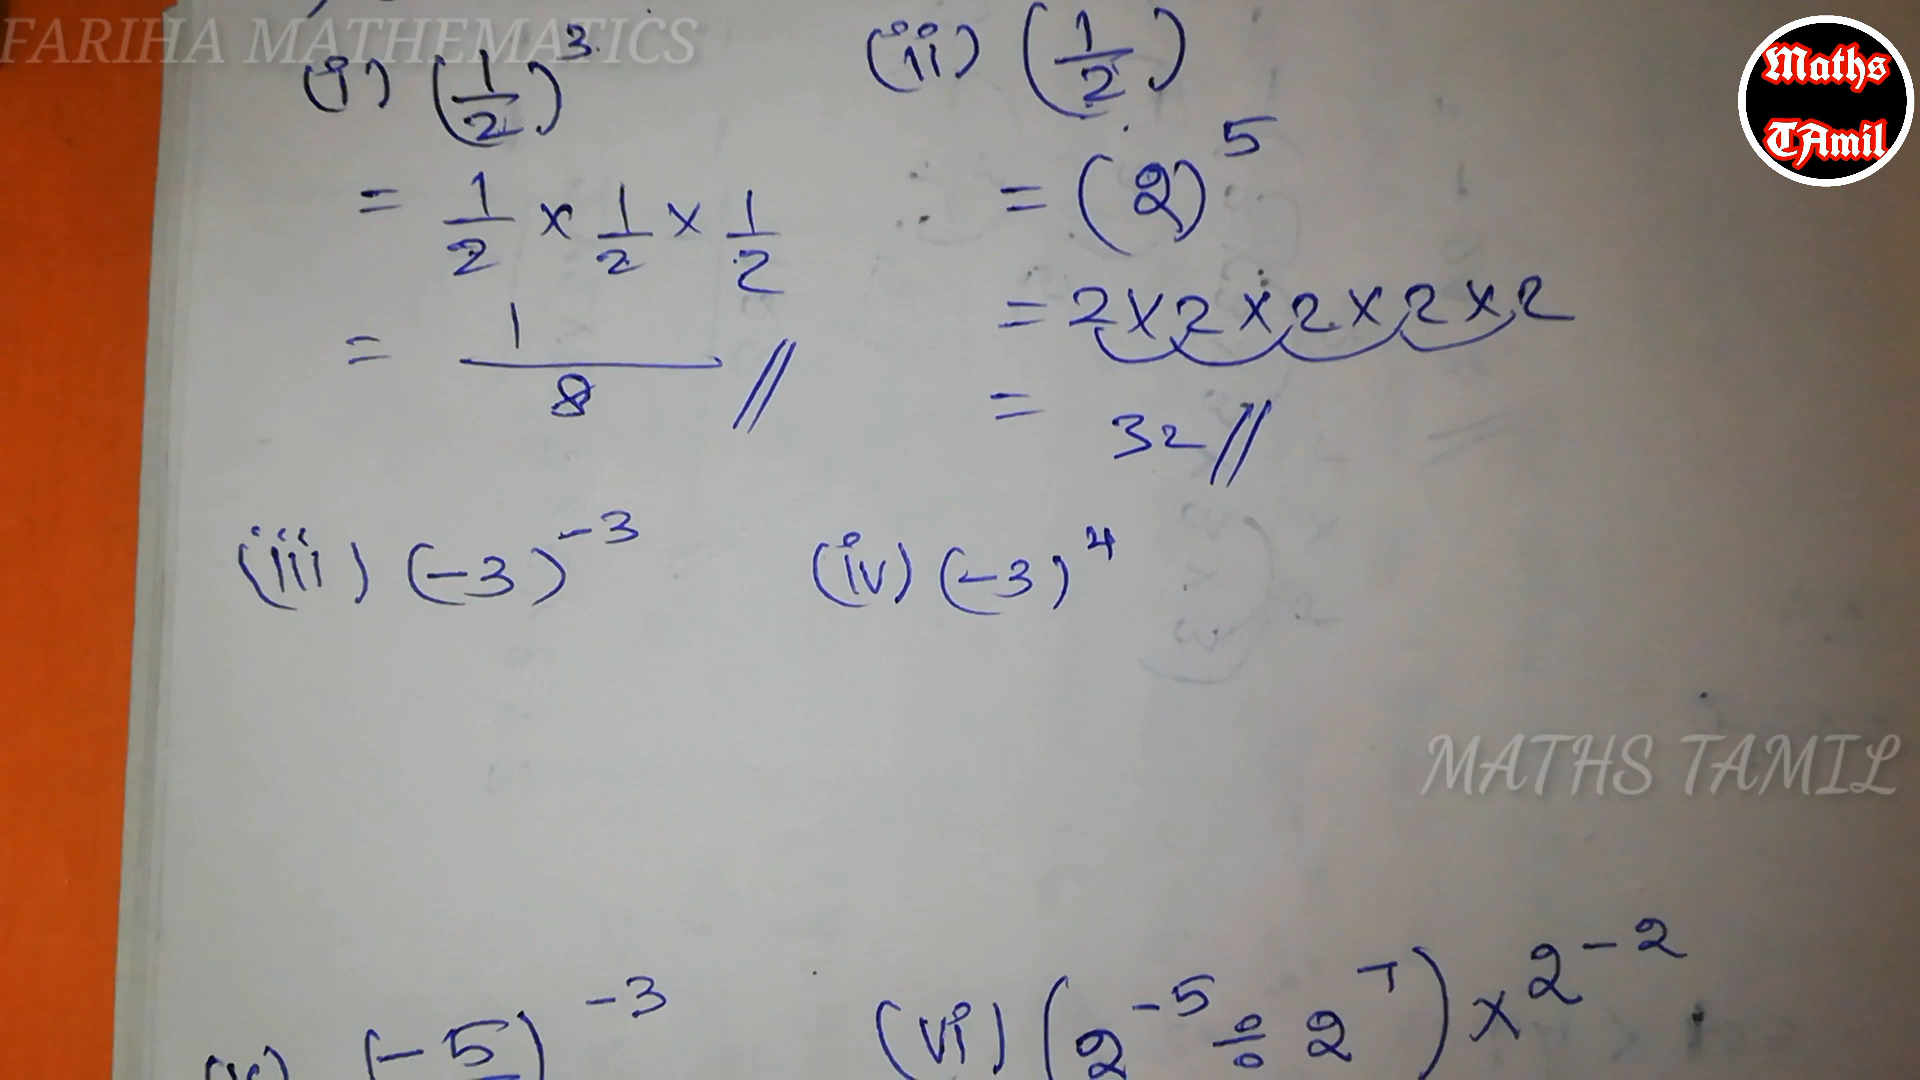 FARIHA MATHEMATICS
Maths
TAmil
(i) (1/2)^3
= 1/2 × 1/2 × 1/2
= 1/8 //
(ii) (1/2)
= (2)^5
= 2 × 2 × 2 × 2 × 2
= 32 //
(iii) (-3)^-3
(iv) (-3)^4
MATHS TAMIL
(-5)^-3
(vi) (2^-5 ÷ 2^7) × 2^-2